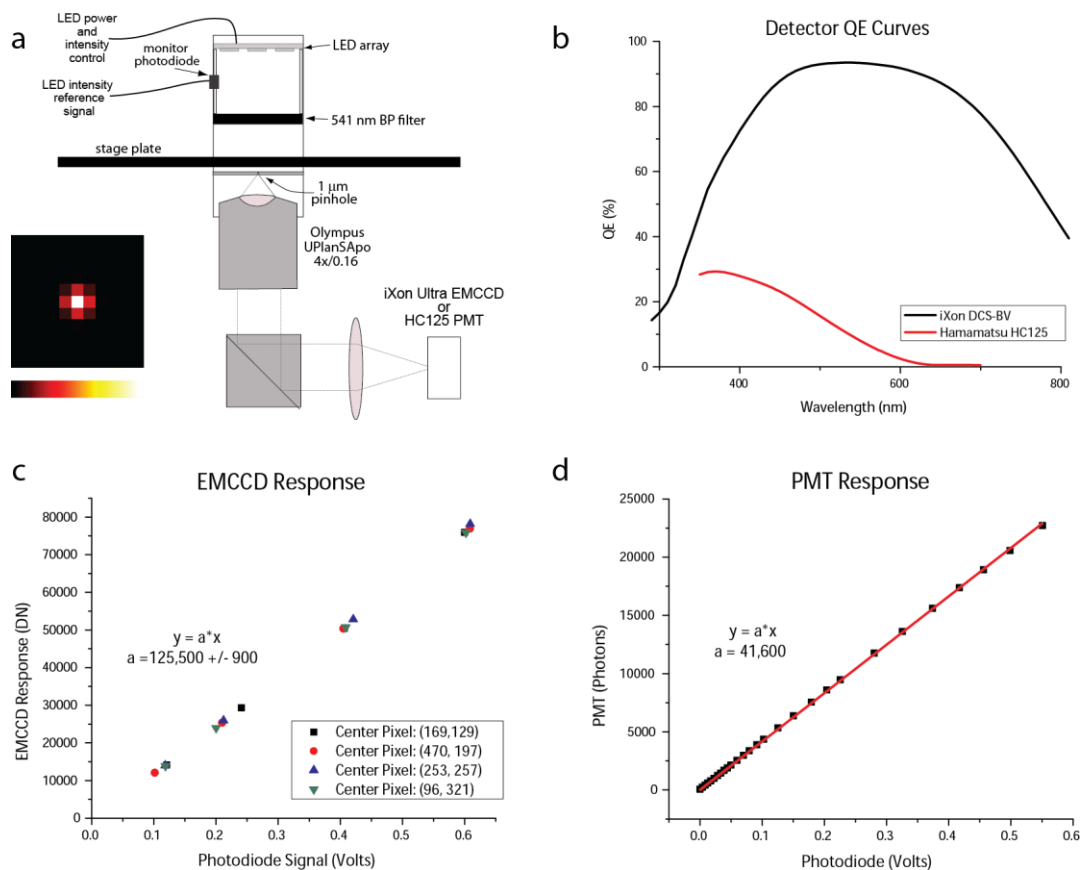 a
LED power
and
intensity
control
monitor
photodiode
LED intensity
reference
signal
LED array
541 nm BP filter
stage plate
1 μm
pinhole
Olympus
UPlanSApo
4x/0.16
iXon Ultra EMCCD
or
HC125 PMT
b
Detector QE Curves
100
80
60
40
20
0
QE (%)
400
600
800
Wavelength (nm)
iXon DCS-BV
Hamamatsu HC125
c
EMCCD Response
80000
70000
60000
50000
40000
30000
20000
10000
0
EMCCD Response (DN)
y = a*x
a =125,500 +/- 900
Center Pixel: (169,129)
Center Pixel: (470, 197)
Center Pixel: (253, 257)
Center Pixel: (96, 321)
0.0
0.1
0.2
0.3
0.4
0.5
0.6
Photodiode Signal (Volts)
d
PMT Response
25000
20000
15000
10000
5000
0
PMT (Photons)
y = a*x
a = 41,600
0.0
0.1
0.2
0.3
0.4
0.5
0.6
Photodiode (Volts)